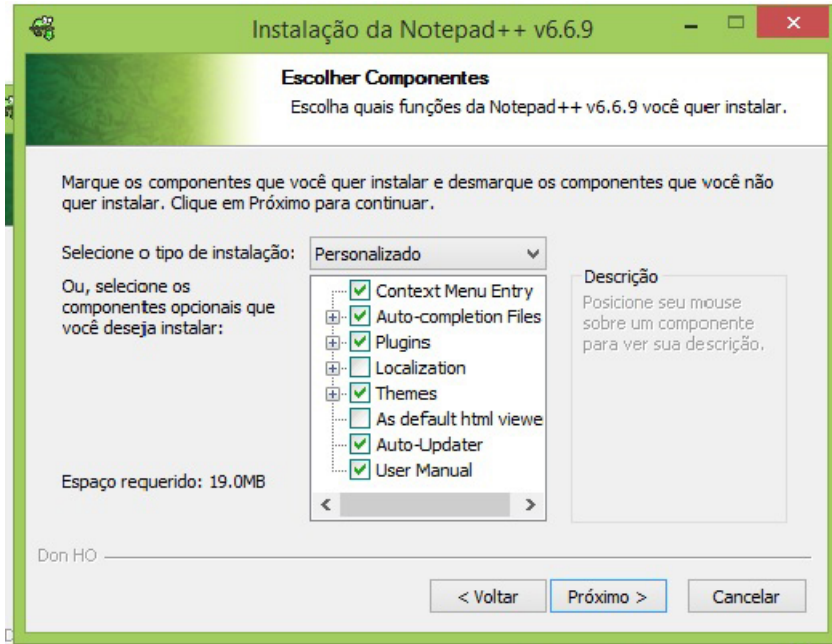 Instalação da Notepad++ v6.6.9
Escolher Componentes
Escolha quais funções da Notepad++ v6.6.9 você quer instalar.
Marque os componentes que você quer instalar e desmarque os componentes que você não
quer instalar. Clique em Próximo para continuar.
Selecione o tipo de instalação:
Personalizado
Ou, selecione os
componentes opcionais que
você deseja instalar:
Context Menu Entry
Auto-completion Files
Plugins
Localization
Themes
As default html viewe
Auto-Updater
User Manual
Descrição
Posicione seu mouse
sobre um componente
para ver sua descrição.
Espaço requerido: 19.0MB
Don HO
< Voltar
Próximo >
Cancelar